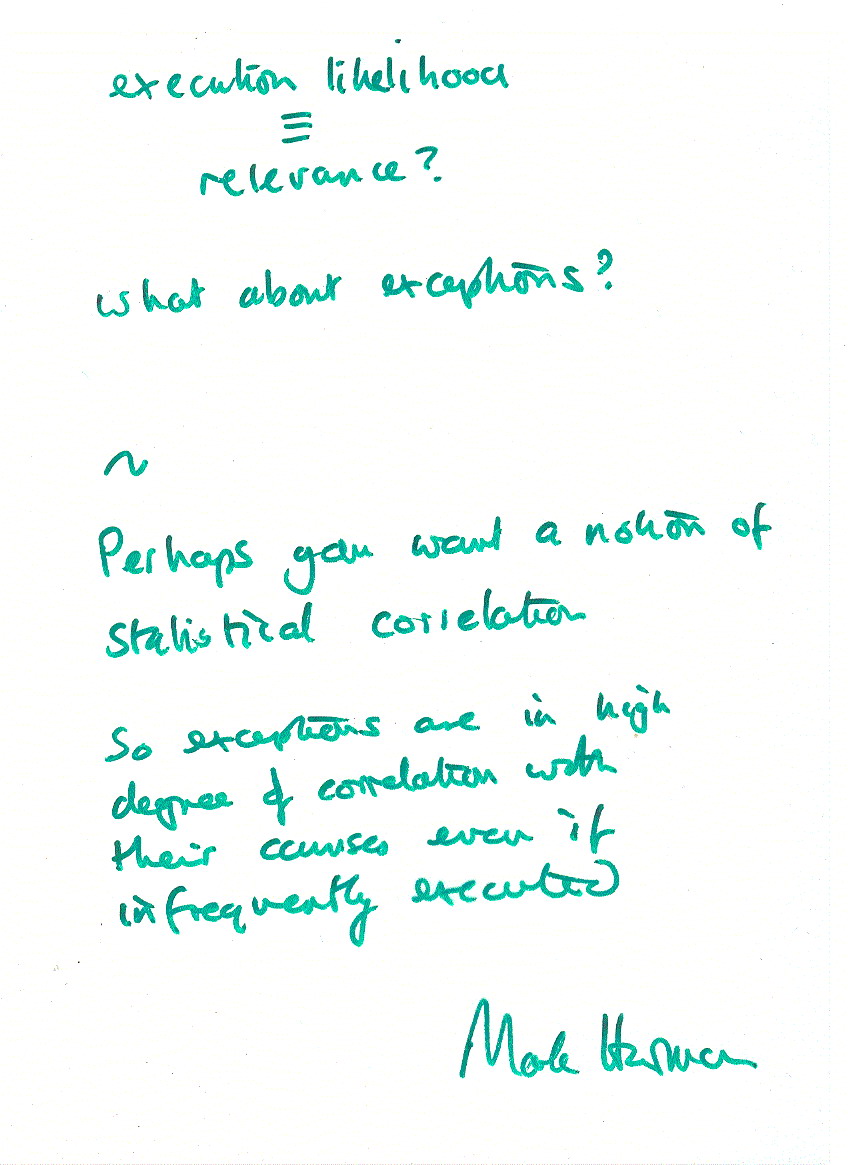 execution likelihood
≡
relevance?
what about exceptions?
~
Perhaps you want a notion of
statistical correlation
So exceptions are in high
degree of correlation with
their causes even if
infrequently executed
Mark Harman